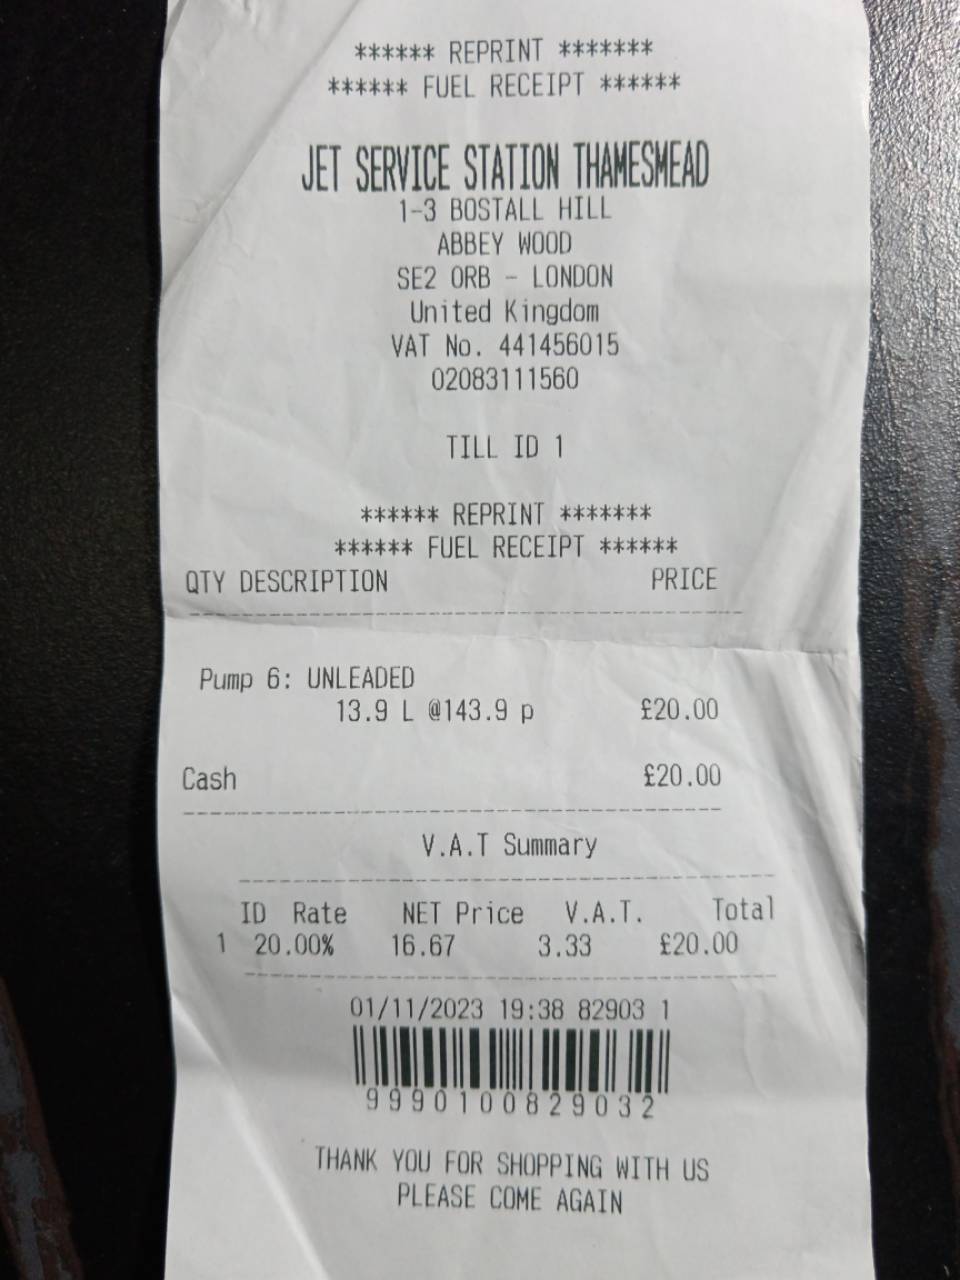 ****** REPRINT *******
****** FUEL RECEIPT ******
JET SERVICE STATION THAMESMEAD
1-3 BOSTALL HILL
ABBEY WOOD
SE2 0RB - LONDON
United Kingdom
VAT No. 441456015
02083111560
TILL ID 1
****** REPRINT *******
****** FUEL RECEIPT ******
QTY DESCRIPTION PRICE
Pump 6: UNLEADED
13.9 L @143.9 p £20.00
Cash £20.00
V.A.T Summary
ID Rate NET Price V.A.T. Total
1 20.00% 16.67 3.33 £20.00
01/11/2023 19:38 82903 1
9990100829032
THANK YOU FOR SHOPPING WITH US
PLEASE COME AGAIN